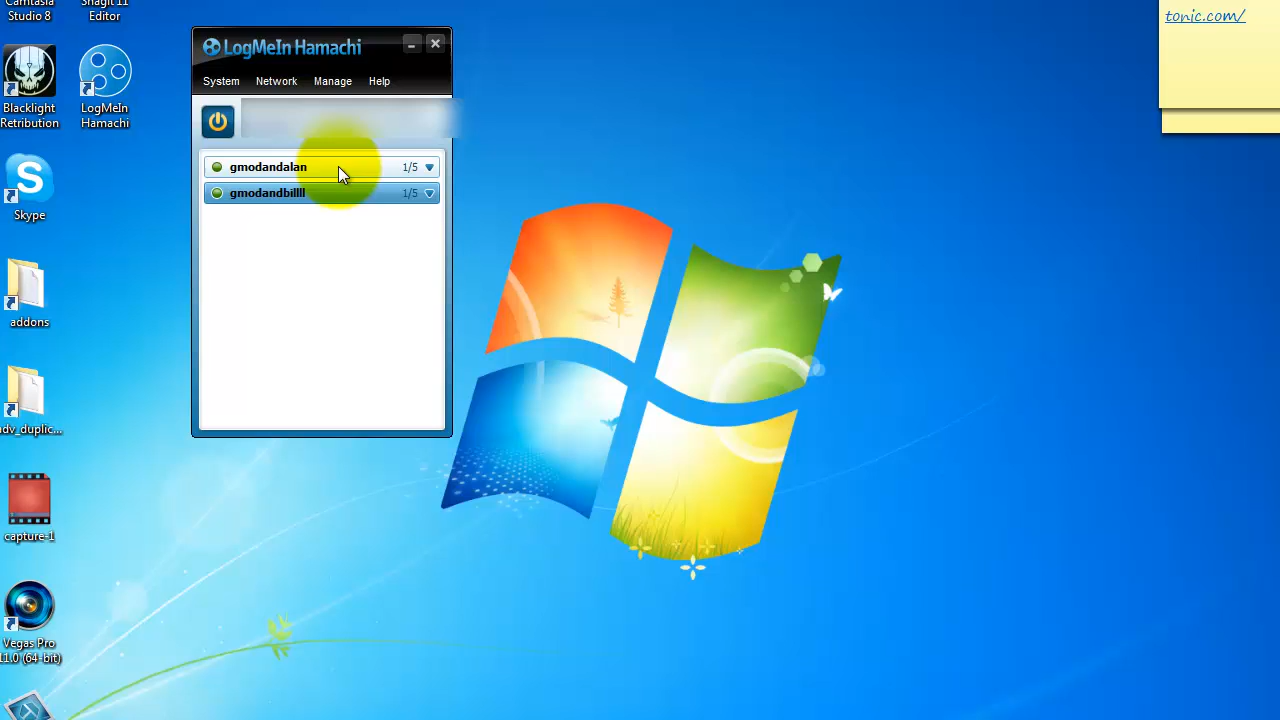 Camtasia
Studio 8
SnagIt 11
Editor
tonic.com/
LogMeIn Hamachi
System Network Manage Help
Blacklight
Retribution
LogMeIn
Hamachi
gmodandalan 1/5
gmodandbillll 1/5
Skype
addons
adv_duplic...
capture-1
Vegas Pro
11.0 (64-bit)